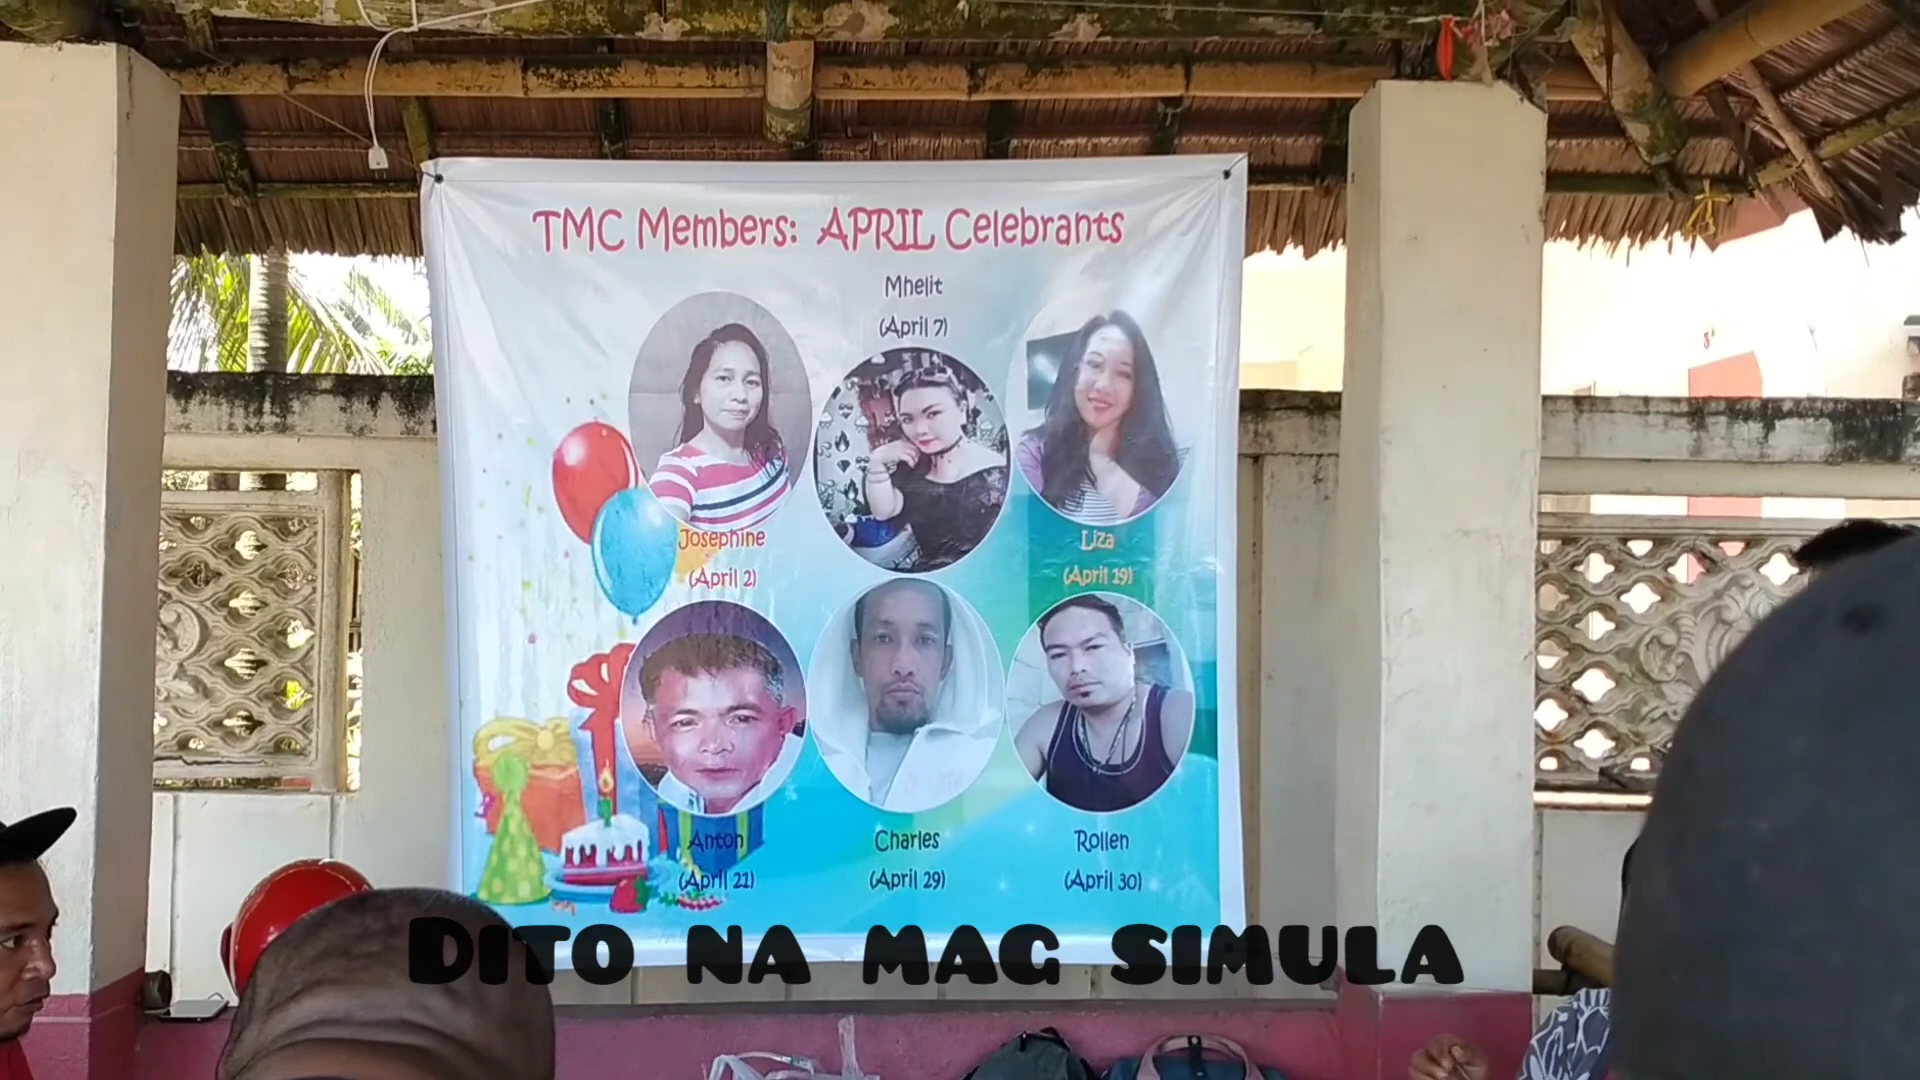 TMC Members: APRIL Celebrants
Mhelit
(April 7)
Josephine
(April 2)
Liza
(April 19)
Anton
(April 21)
Charles
(April 29)
Rollen
(April 30)
Dito na mag simula